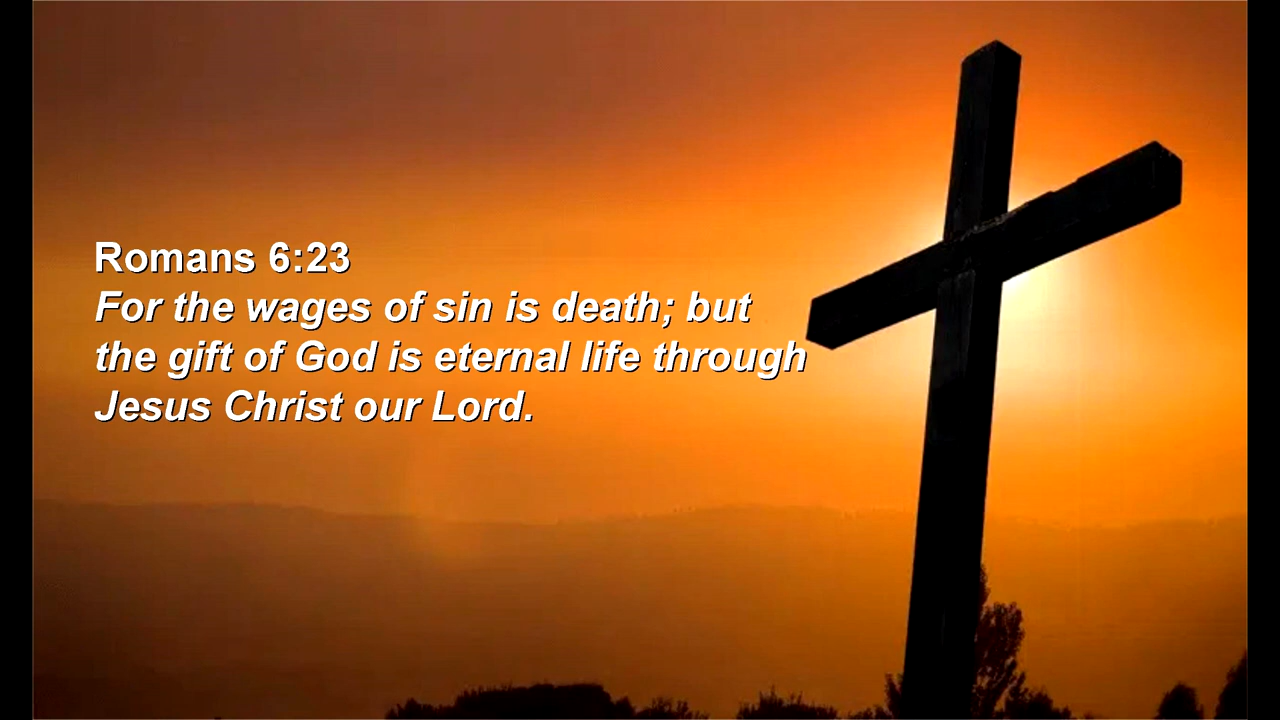 Romans 6:23
For the wages of sin is death; but
the gift of God is eternal life through
Jesus Christ our Lord.